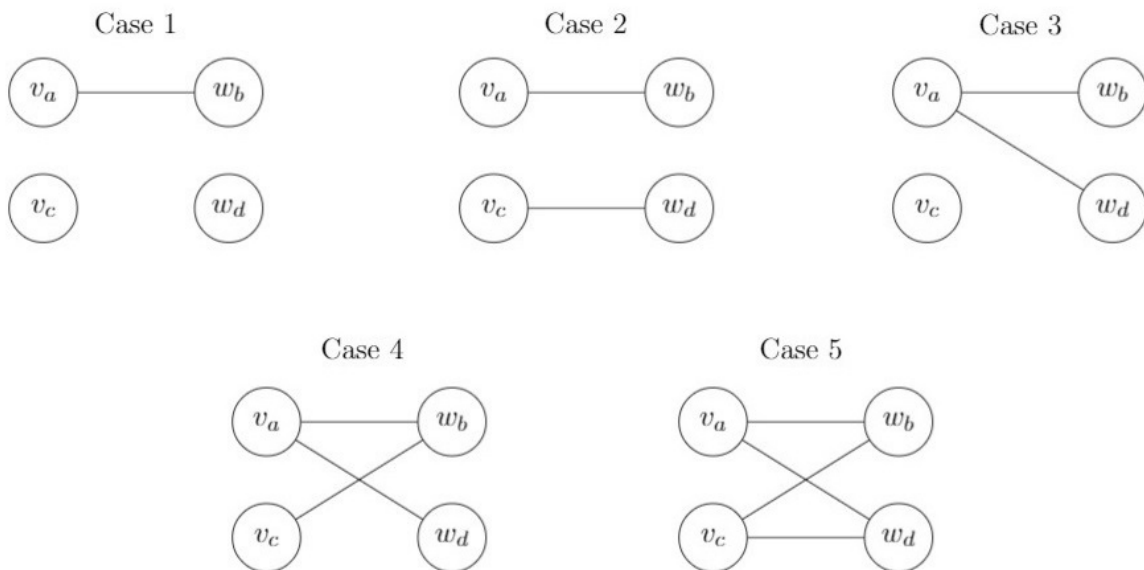 Case 1 Case 2 Case 3
v_a w_b v_a w_b v_a w_b
v_c w_d v_c w_d v_c w_d
Case 4 Case 5
v_a w_b v_a w_b
v_c w_d v_c w_d